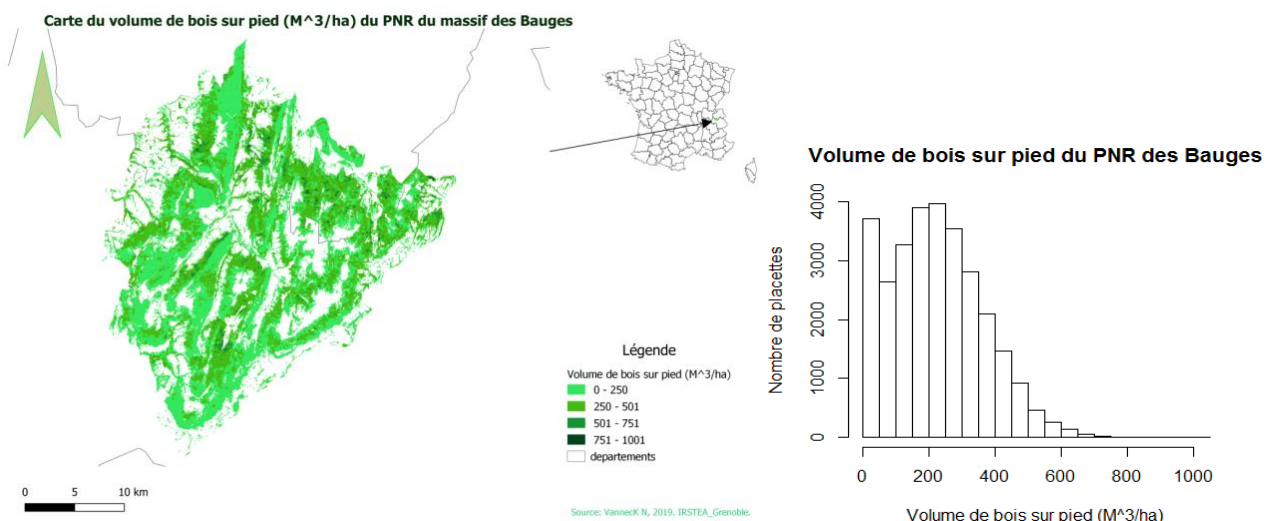 Carte du volume de bois sur pied (M^3/ha) du PNR du massif des Bauges
Légende
Volume de bois sur pied (M^3/ha)
0 - 250
250 - 501
501 - 751
751 - 1001
departements
0 5 10 km
Source: VannecK N, 2019. IRSTEA_Grenoble.
Volume de bois sur pied du PNR des Bauges
Nombre de placettes
4000
3000
2000
1000
0
0 200 400 600 800 1000
Volume de bois sur pied (M^3/ha)